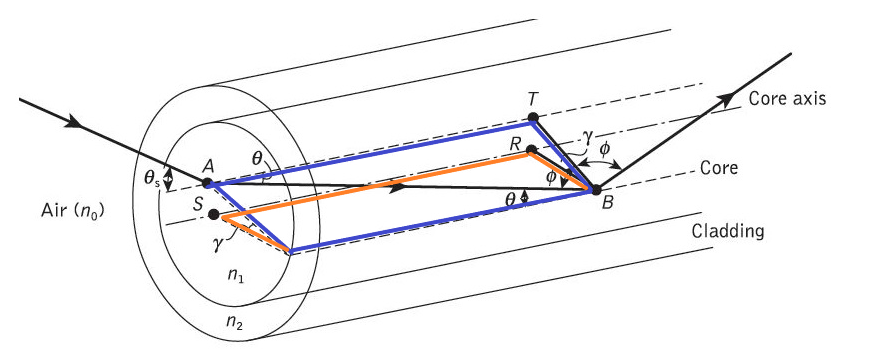 T
Core axis
γ
ϕ
R
A
θ
θs
ϕ
Core
S
θ
B
Air (n0)
γ
Cladding
n1
n2